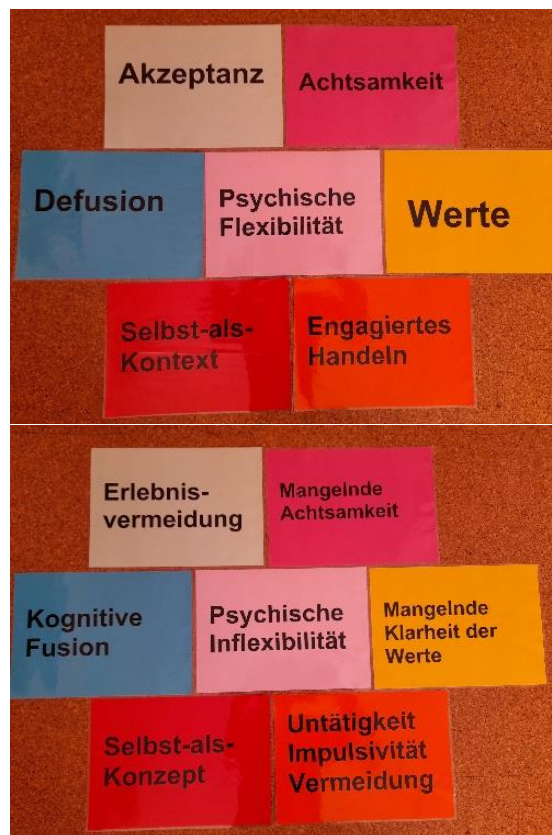 Akzeptanz
Achtsamkeit
Defusion
Psychische
Flexibilität
Werte
Selbst-als-
Kontext
Engagiertes
Handeln
Erlebnis-
vermeidung
Mangelnde
Achtsamkeit
Kognitive
Fusion
Psychische
Inflexibilität
Mangelnde
Klarheit der
Werte
Selbst-als-
Konzept
Untätigkeit
Impulsivität
Vermeidung